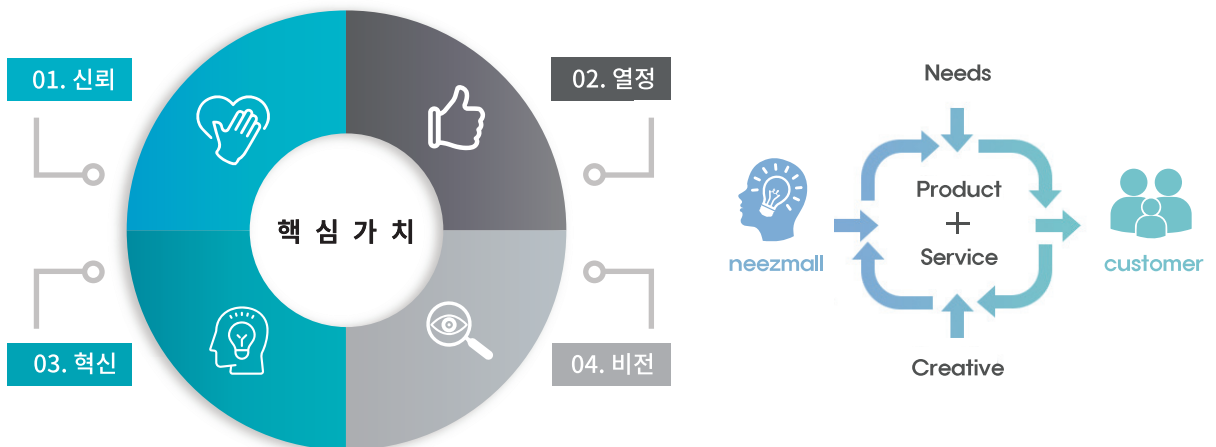 01. 신뢰
02. 열정
핵심가치
03. 혁신
04. 비전
Needs
Product
+
Service
neezmall
customer
Creative